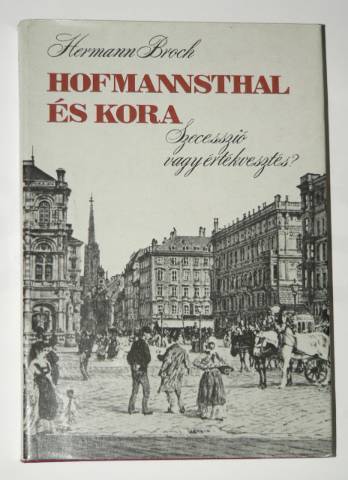 Hermann Broch
HOFMANNSTHAL
ÉS KORA
Szecesszió
vagy értékvesztés?